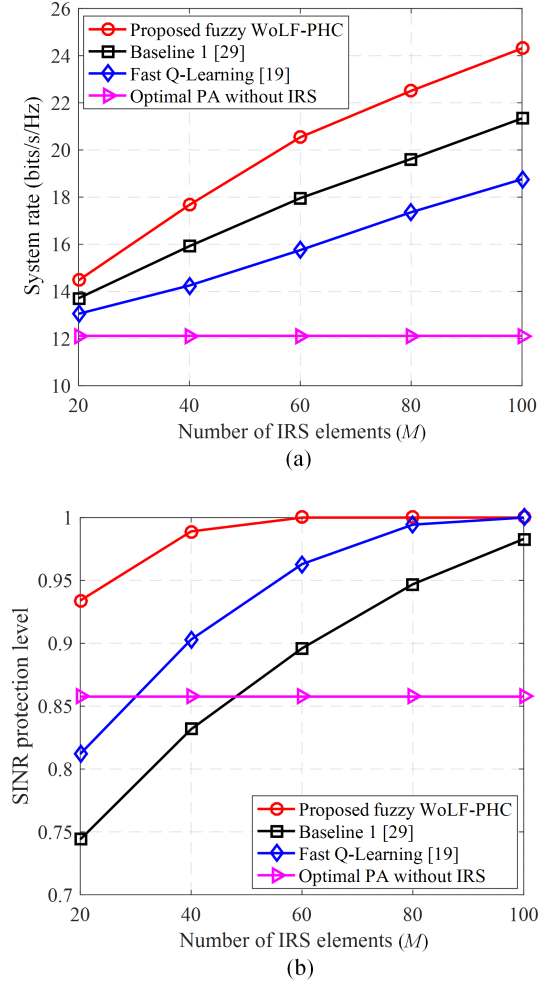 26
24
22
20
18
16
14
12
10
System rate (bits/s/Hz)
Proposed fuzzy WoLF-PHC
Baseline 1 [29]
Fast Q-Learning [19]
Optimal PA without IRS
20 40 60 80 100
Number of IRS elements (M)
(a)
1
0.95
0.9
0.85
0.8
0.75
0.7
SINR protection level
Proposed fuzzy WoLF-PHC
Baseline 1 [29]
Fast Q-Learning [19]
Optimal PA without IRS
20 40 60 80 100
Number of IRS elements (M)
(b)